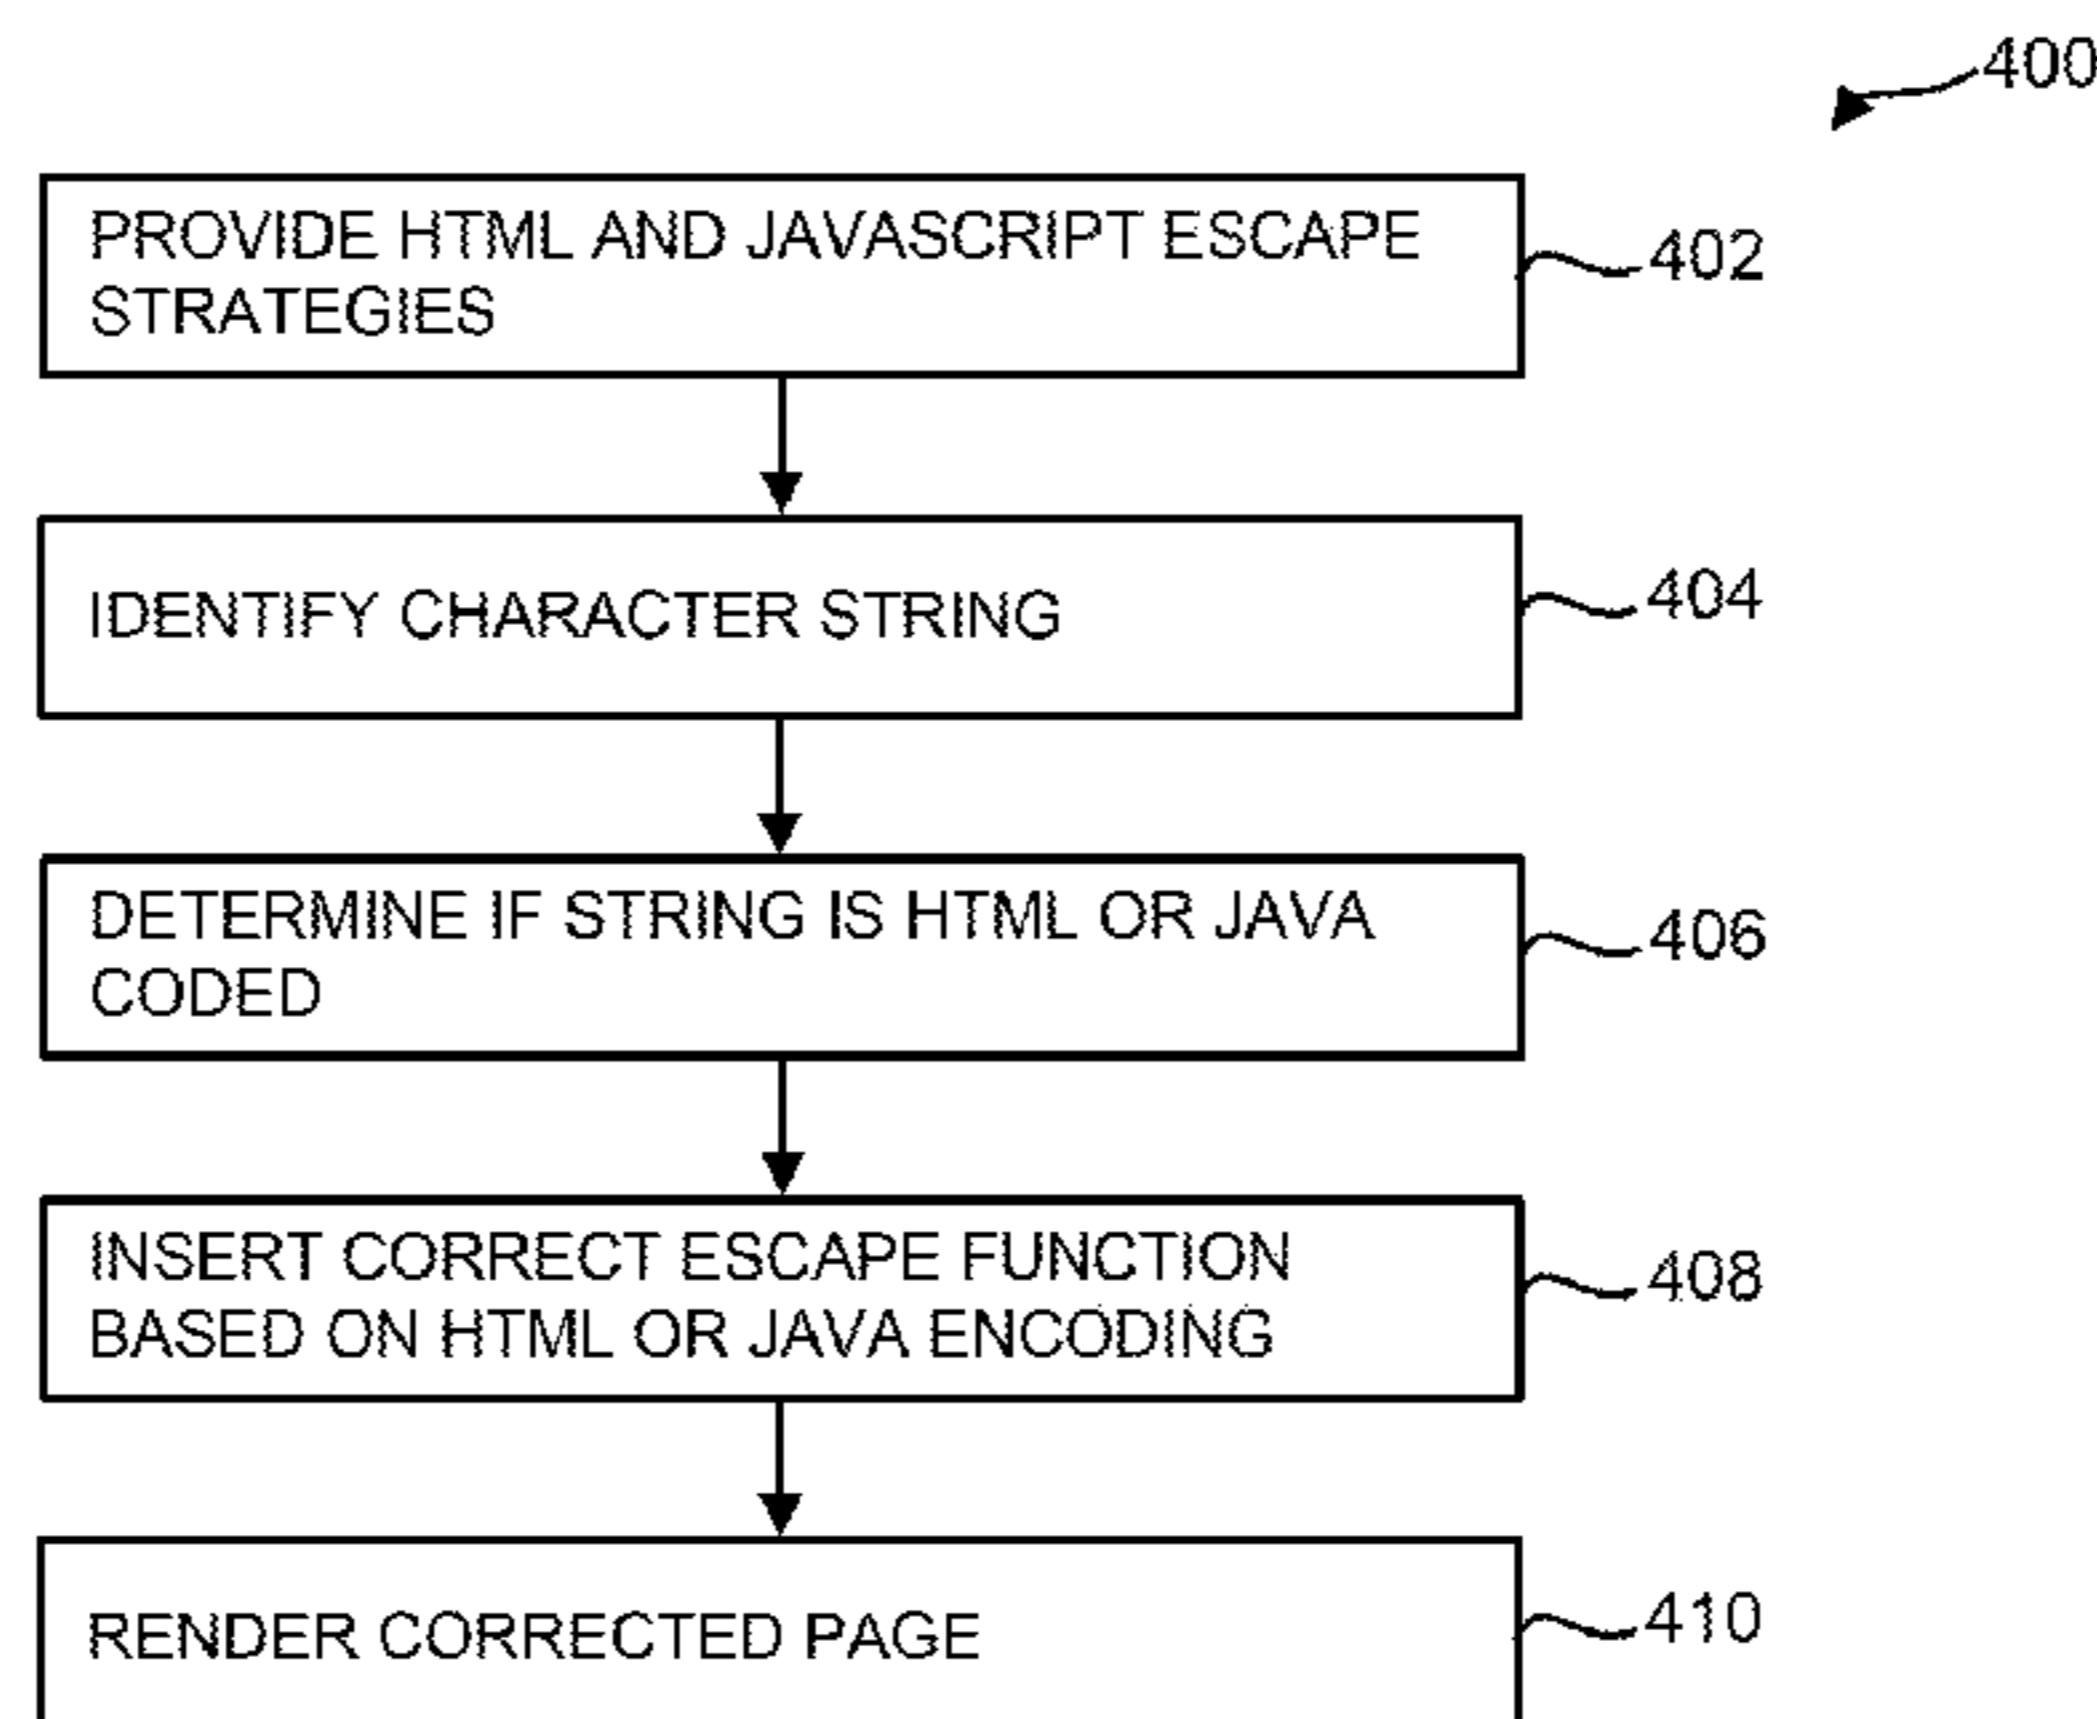 400
PROVIDE HTML AND JAVASCRIPT ESCAPE
STRATEGIES
402
IDENTIFY CHARACTER STRING
404
DETERMINE IF STRING IS HTML OR JAVA
CODED
406
INSERT CORRECT ESCAPE FUNCTION
BASED ON HTML OR JAVA ENCODING
408
RENDER CORRECTED PAGE
410